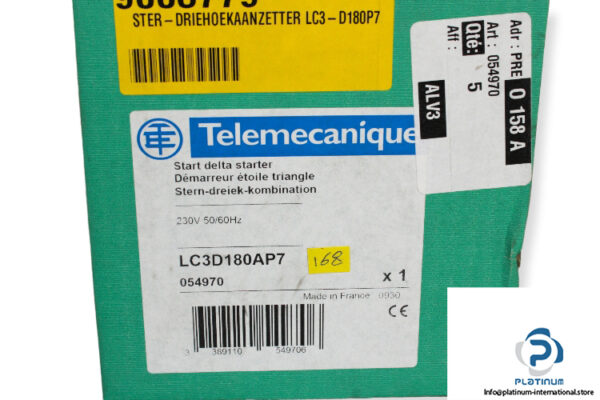 STER-DRIEHOEKAANZETTER LC3-D180P7
Telemecanique
Start delta starter
Démarreur étoile triangle
Stern-dreiek-kombination
230V 50/60Hz
LC3D180AP7
168
054970
x 1
Made in France 0930
CE
3 389110 549706
Adr : PRE O 158 A
Art : 054970
Qté: 5
Aff :
ALV3
PLATINUM
Info@platinum-international.store